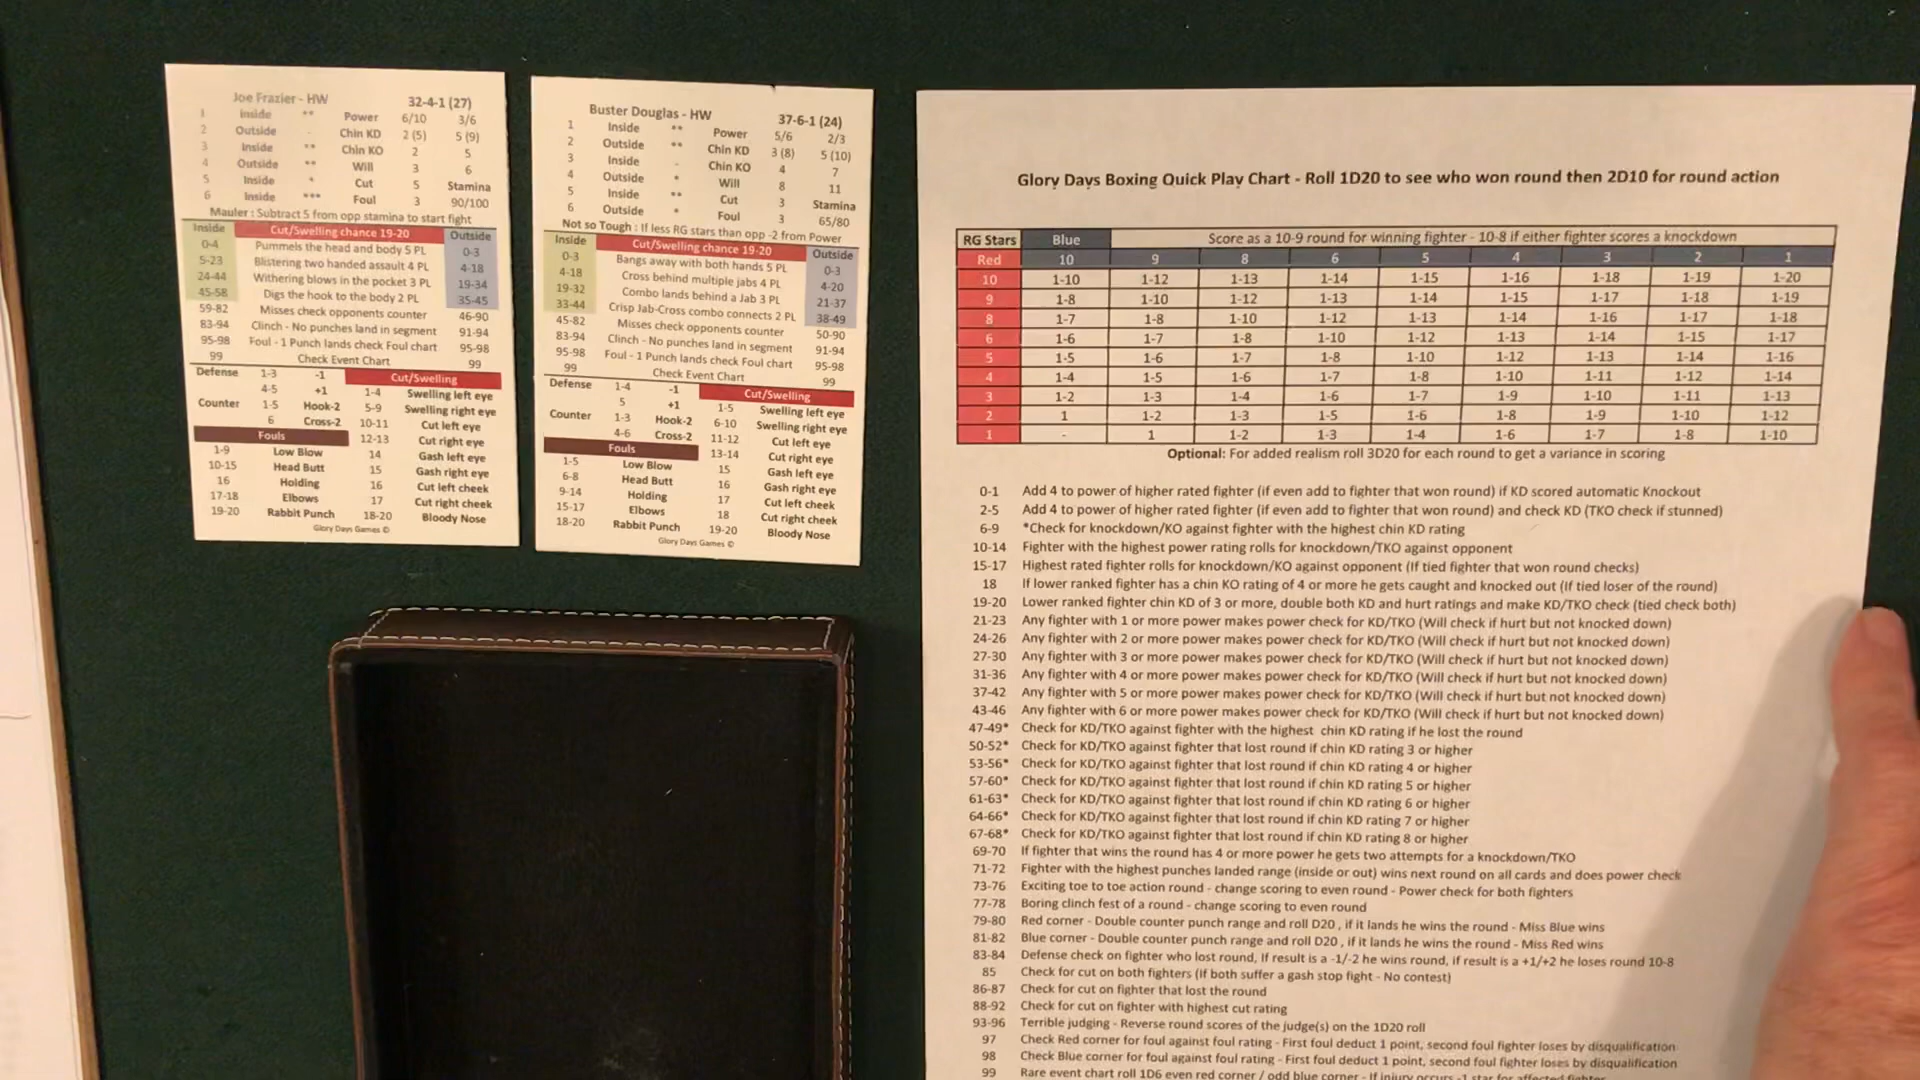 Joe Frazier - HW 32-4-1 (27)
1 Inside ** Power 6/10 3/6
2 Outside - Chin KD 2 (5) 5 (9)
3 Inside ** Chin KO 2 5
4 Outside ** Will 3 6
5 Inside * Cut 5 Stamina
6 Inside *** Foul 3 90/100
Mauler : Subtract 5 from opp stamina to start fight
Inside Cut/Swelling chance 19-20 Outside
0-4 Pummels the head and body 5 PL 0-3
5-23 Blistering two handed assault 4 PL 4-18
24-44 Withering blows in the pocket 3 PL 19-34
45-58 Digs the hook to the body 2 PL 35-45
59-82 Misses check opponents counter 46-90
83-94 Clinch - No punches land in segment 91-94
95-98 Foul - 1 Punch lands check Foul chart 95-98
99 Check Event Chart 99
Defense 1-3 -1 Cut/Swelling
4-5 +1 1-4 Swelling left eye
Counter 1-5 Hook-2 5-9 Swelling right eye
6 Cross-2 10-11 Cut left eye
Fouls 12-13 Cut right eye
1-9 Low Blow 14 Gash left eye
10-15 Head Butt 15 Gash right eye
16 Holding 16 Cut left cheek
17-18 Elbows 17 Cut right cheek
19-20 Rabbit Punch 18-20 Bloody Nose
Glory Days Games ©
Buster Douglas - HW 37-6-1 (24)
1 Inside ** Power 5/6 2/3
2 Outside ** Chin KD 3 (8) 5 (10)
3 Inside - Chin KO 4 7
4 Outside * Will 8 11
5 Inside ** Cut 3 Stamina
6 Outside * Foul 3 65/80
Not so Tough : If less RG stars than opp -2 from Power
Inside Cut/Swelling chance 19-20 Outside
0-3 Bangs away with both hands 5 PL 0-3
4-18 Cross behind multiple jabs 4 PL 4-20
19-32 Combo lands behind a Jab 3 PL 21-37
33-44 Crisp Jab-Cross combo connects 2 PL 38-49
45-82 Misses check opponents counter 50-90
83-94 Clinch - No punches land in segment 91-94
95-98 Foul - 1 Punch lands check Foul chart 95-98
99 Check Event Chart 99
Defense 1-4 -1 Cut/Swelling
5 +1 1-5 Swelling left eye
Counter 1-3 Hook-2 6-10 Swelling right eye
4-6 Cross-2 11-12 Cut left eye
Fouls 13-14 Cut right eye
1-5 Low Blow 15 Gash left eye
6-8 Head Butt 16 Gash right eye
9-14 Holding 17 Cut left cheek
15-17 Elbows 18 Cut right cheek
18-20 Rabbit Punch 19-20 Bloody Nose
Glory Days Games ©
Glory Days Boxing Quick Play Chart - Roll 1D20 to see who won round then 2D10 for round action
RG Stars Blue Score as a 10-9 round for winning fighter - 10-8 if either fighter scores a knockdown
Red 10 9 8 6 5 4 3 2 1
10 1-10 1-12 1-13 1-14 1-15 1-16 1-18 1-19 1-20
9 1-8 1-10 1-12 1-13 1-14 1-15 1-17 1-18 1-19
8 1-7 1-8 1-10 1-12 1-13 1-14 1-16 1-17 1-18
6 1-6 1-7 1-8 1-10 1-12 1-13 1-14 1-15 1-17
5 1-5 1-6 1-7 1-8 1-10 1-12 1-13 1-14 1-16
4 1-4 1-5 1-6 1-7 1-8 1-10 1-11 1-12 1-14
3 1-2 1-3 1-4 1-6 1-7 1-9 1-10 1-11 1-13
2 1 1-2 1-3 1-5 1-6 1-8 1-9 1-10 1-12
1 - 1 1-2 1-3 1-4 1-6 1-7 1-8 1-10
Optional: For added realism roll 3D20 for each round to get a variance in scoring
0-1 Add 4 to power of higher rated fighter (if even add to fighter that won round) if KD scored automatic Knockout
2-5 Add 4 to power of higher rated fighter (if even add to fighter that won round) and check KD (TKO check if stunned)
6-9 *Check for knockdown/KO against fighter with the highest chin KD rating
10-14 Fighter with the highest power rating rolls for knockdown/TKO against opponent
15-17 Highest rated fighter rolls for knockdown/KO against opponent (If tied fighter that won round checks)
18 If lower ranked fighter has a chin KO rating of 4 or more he gets caught and knocked out (If tied loser of the round)
19-20 Lower ranked fighter chin KD of 3 or more, double both KD and hurt ratings and make KD/TKO check (tied check both)
21-23 Any fighter with 1 or more power makes power check for KD/TKO (Will check if hurt but not knocked down)
24-26 Any fighter with 2 or more power makes power check for KD/TKO (Will check if hurt but not knocked down)
27-30 Any fighter with 3 or more power makes power check for KD/TKO (Will check if hurt but not knocked down)
31-36 Any fighter with 4 or more power makes power check for KD/TKO (Will check if hurt but not knocked down)
37-42 Any fighter with 5 or more power makes power check for KD/TKO (Will check if hurt but not knocked down)
43-46 Any fighter with 6 or more power makes power check for KD/TKO (Will check if hurt but not knocked down)
47-49* Check for KD/TKO against fighter with the highest chin KD rating if he lost the round
50-52* Check for KD/TKO against fighter that lost round if chin KD rating 3 or higher
53-56* Check for KD/TKO against fighter that lost round if chin KD rating 4 or higher
57-60* Check for KD/TKO against fighter that lost round if chin KD rating 5 or higher
61-63* Check for KD/TKO against fighter that lost round if chin KD rating 6 or higher
64-66* Check for KD/TKO against fighter that lost round if chin KD rating 7 or higher
67-68* Check for KD/TKO against fighter that lost round if chin KD rating 8 or higher
69-70 If fighter that wins the round has 4 or more power he gets two attempts for a knockdown/TKO
71-72 Fighter with the highest punches landed range (inside or out) wins next round on all cards and does power check
73-76 Exciting toe to toe action round - change scoring to even round - Power check for both fighters
77-78 Boring clinch fest of a round - change scoring to even round
79-80 Red corner - Double counter punch range and roll D20 , if it lands he wins the round - Miss Blue wins
81-82 Blue corner - Double counter punch range and roll D20 , if it lands he wins the round - Miss Red wins
83-84 Defense check on fighter who lost round, If result is a -1/-2 he wins round, if result is a +1/+2 he loses round 10-8
85 Check for cut on both fighters (if both suffer a gash stop fight - No contest)
86-87 Check for cut on fighter that lost the round
88-92 Check for cut on fighter with highest cut rating
93-96 Terrible judging - Reverse round scores of the judge(s) on the 1D20 roll
97 Check Red corner for foul against foul rating - First foul deduct 1 point, second foul fighter loses by disqualification
98 Check Blue corner for foul against foul rating - First foul deduct 1 point, second foul fighter loses by disqualification
99 Rare event chart roll 1D6 even red corner / odd blue corner - If injury occurs -1 star for affected fighter